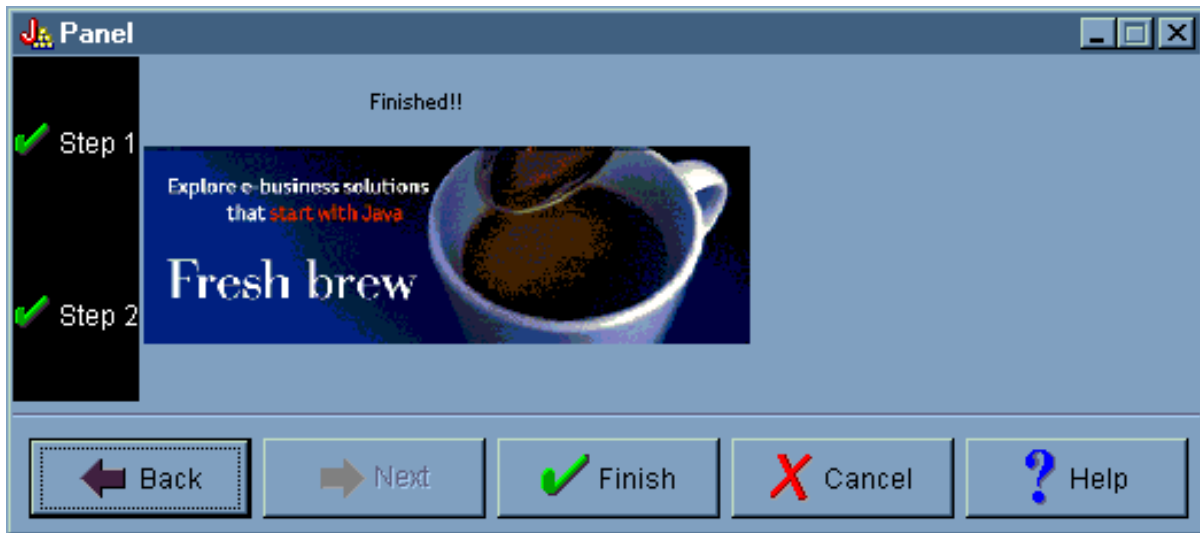 Panel
Finished!!
Step 1
Explore e-business solutions
that start with Java
Fresh brew
Step 2
Back
Next
Finish
Cancel
Help